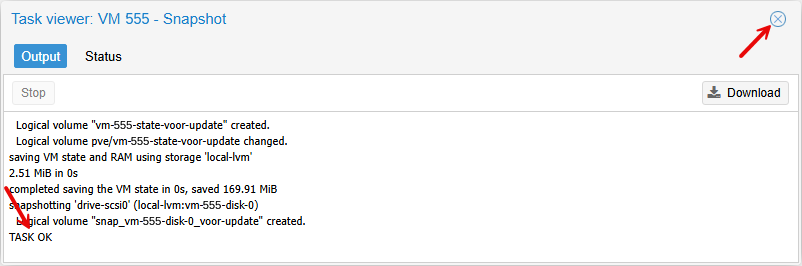 Task viewer: VM 555 - Snapshot
Output Status
Stop Download
Logical volume "vm-555-state-voor-update" created.
Logical volume pve/vm-555-state-voor-update changed.
saving VM state and RAM using storage 'local-lvm'
2.51 MiB in 0s
completed saving the VM state in 0s, saved 169.91 MiB
snapshotting 'drive-scsi0' (local-lvm:vm-555-disk-0)
Logical volume "snap_vm-555-disk-0_voor-update" created.
TASK OK